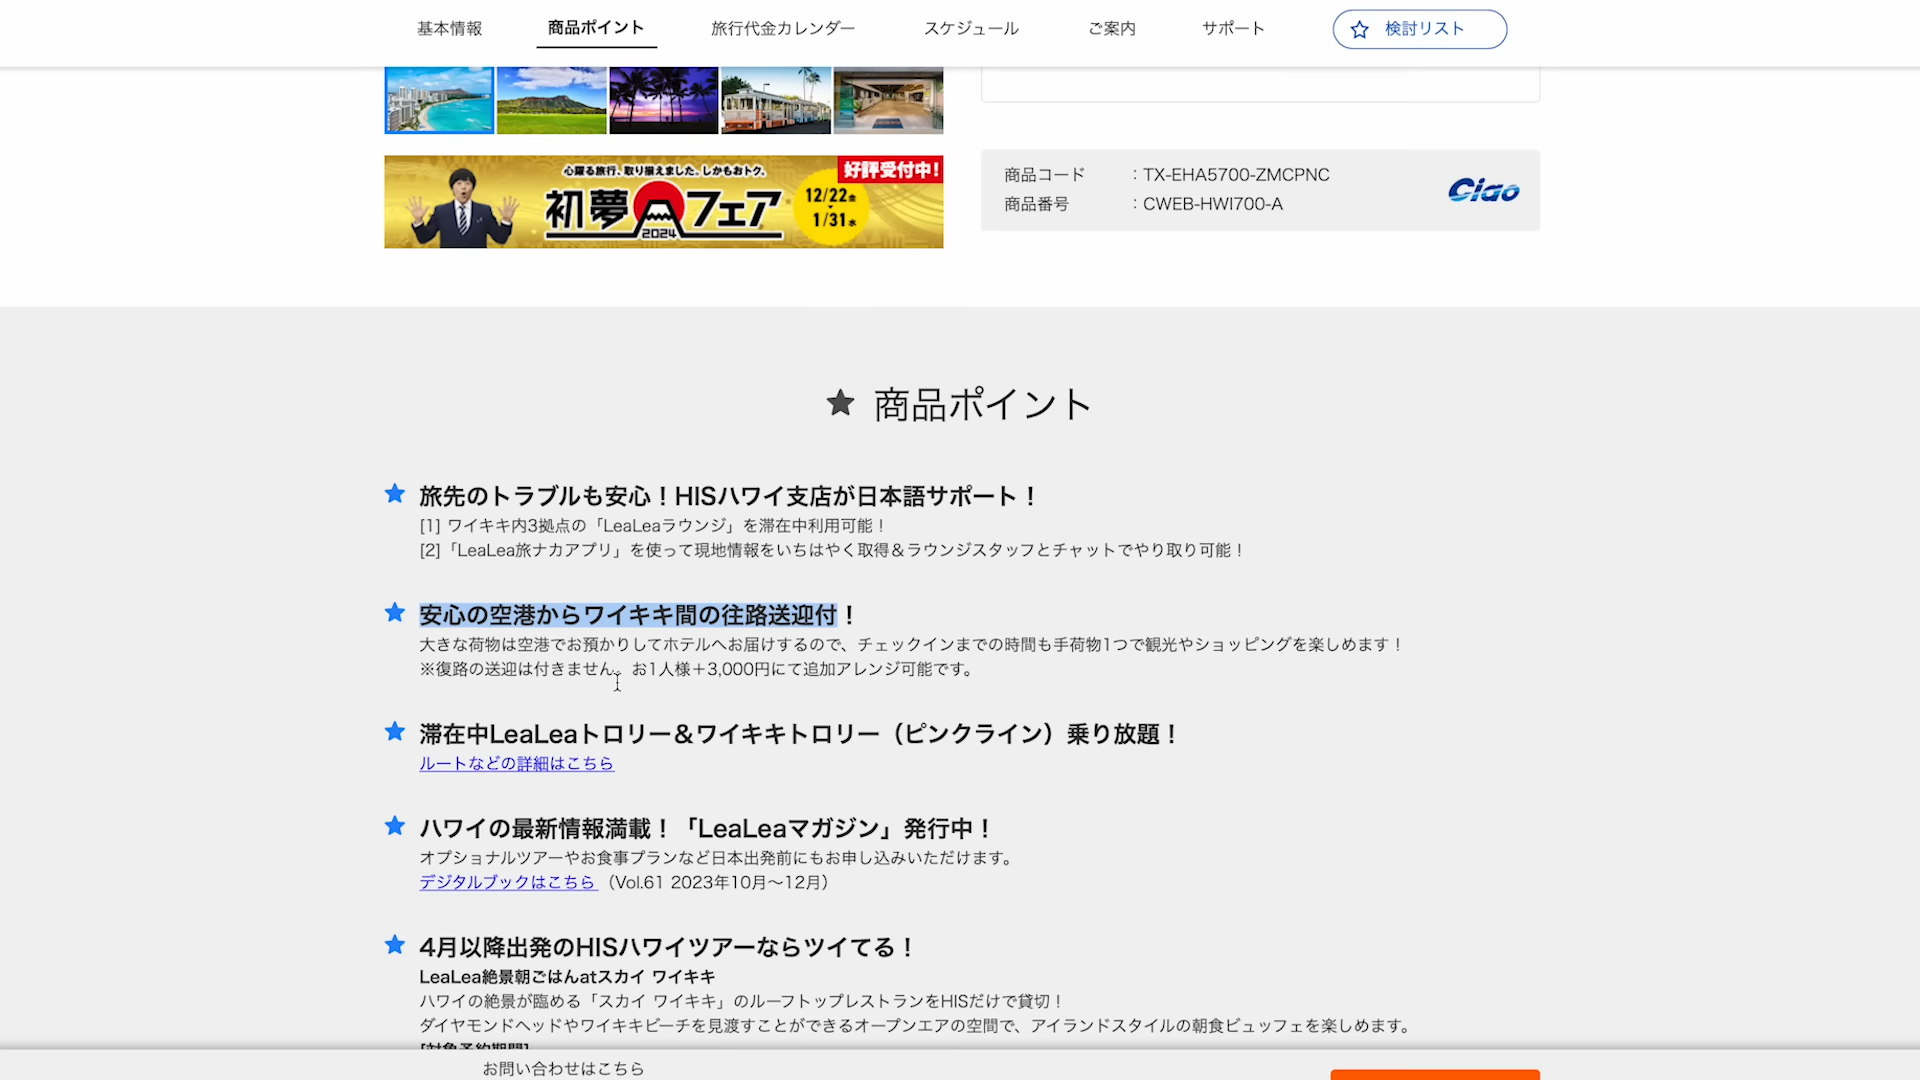 基本情報
商品ポイント
旅行代金カレンダー
スケジュール
ご案内
サポート
検討リスト
心躍る旅行、取り揃えました。しかもおトク。
好評受付中!
初夢フェア
2024
12/22金
1/31水
商品コード : TX-EHA5700-ZMCPNC
商品番号 : CWEB-HWI700-A
Ciao
★ 商品ポイント
★ 旅先のトラブルも安心！HISハワイ支店が日本語サポート！
[1] ワイキキ内3拠点の「LeaLeaラウンジ」を滞在中利用可能！
[2]「LeaLea旅ナカアプリ」を使って現地情報をいちはやく取得＆ラウンジスタッフとチャットでやり取り可能！
★ 安心の空港からワイキキ間の往路送迎付！
大きな荷物は空港でお預かりしてホテルへお届けするので、チェックインまでの時間も手荷物1つで観光やショッピングを楽しめます！
※復路の送迎は付きません。お1人様＋3,000円にて追加アレンジ可能です。
★ 滞在中LeaLeaトロリー＆ワイキキトロリー（ピンクライン）乗り放題！
ルートなどの詳細はこちら
★ ハワイの最新情報満載！「LeaLeaマガジン」発行中！
オプショナルツアーやお食事プランなど日本出発前にもお申し込みいただけます。
デジタルブックはこちら （Vol.61 2023年10月～12月）
★ 4月以降出発のHISハワイツアーならツイてる！
LeaLea絶景朝ごはんatスカイ ワイキキ
ハワイの絶景が臨める「スカイ ワイキキ」のルーフトップレストランをHISだけで貸切！
ダイヤモンドヘッドやワイキキビーチを見渡すことができるオープンエアの空間で、アイランドスタイルの朝食ビュッフェを楽しめます。
[対象予約期間]
お問い合わせはこちら